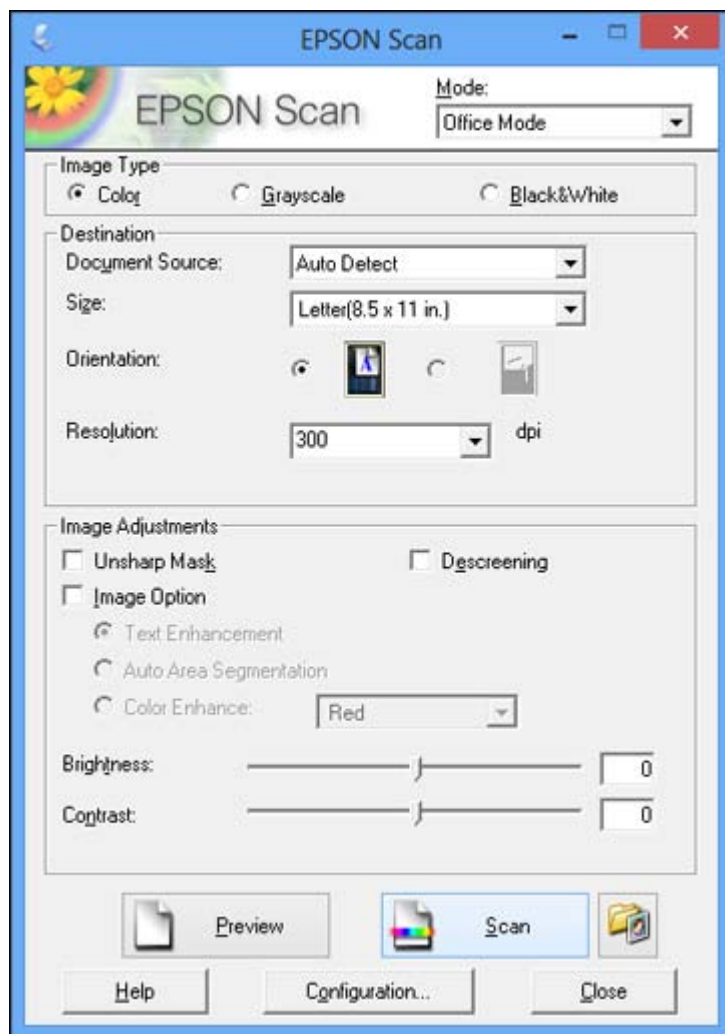 EPSON Scan
EPSON Scan
Mode:
Office Mode
Image Type
Color Grayscale Black&White
Destination
Document Source: Auto Detect
Size: Letter(8.5 x 11 in.)
Orientation:
Resolution: 300 dpi
Image Adjustments
Unsharp Mask Descreening
Image Option
Text Enhancement
Auto Area Segmentation
Color Enhance: Red
Brightness: 0
Contrast: 0
Preview Scan
Help Configuration... Close